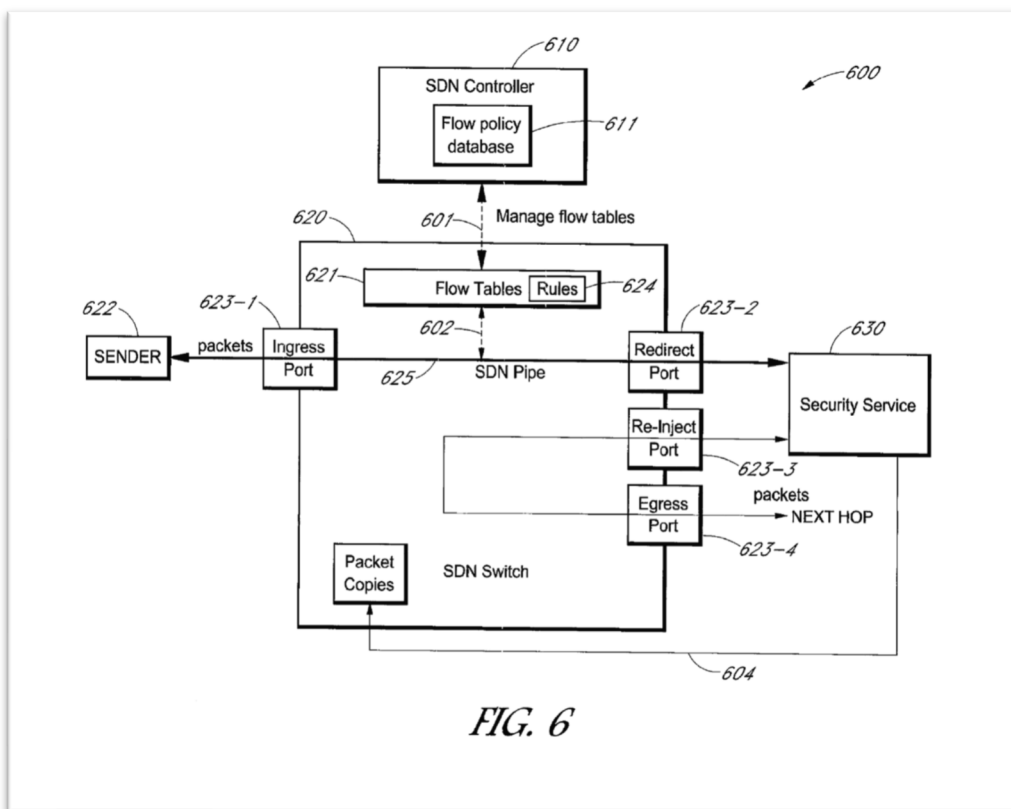 610
600
SDN Controller
Flow policy
database
611
601
Manage flow tables
620
621
Flow Tables
Rules
624
622
623-1
602
623-2
630
SENDER
packets
Ingress
Port
625
SDN Pipe
Redirect
Port
Security Service
Re-Inject
Port
623-3
packets
Egress
Port
NEXT HOP
623-4
Packet
Copies
SDN Switch
604
FIG. 6